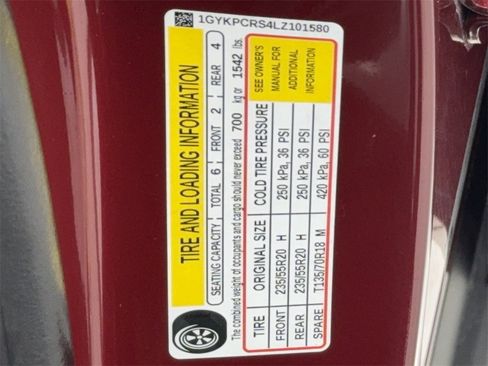 1GYKPCRS4LZ101580
TIRE AND LOADING INFORMATION
SEATING CAPACITY TOTAL 6 FRONT 2 REAR 4
The combined weight of occupants and cargo should never exceed 700 kg or 1542 lbs.
TIRE ORIGINAL SIZE COLD TIRE PRESSURE SEE OWNER'S
FRONT 235/55R20 H 250 kPa, 36 PSI MANUAL FOR
REAR 235/55R20 H 250 kPa, 36 PSI ADDITIONAL
SPARE T135/70R18 M 420 kPa, 60 PSI INFORMATION